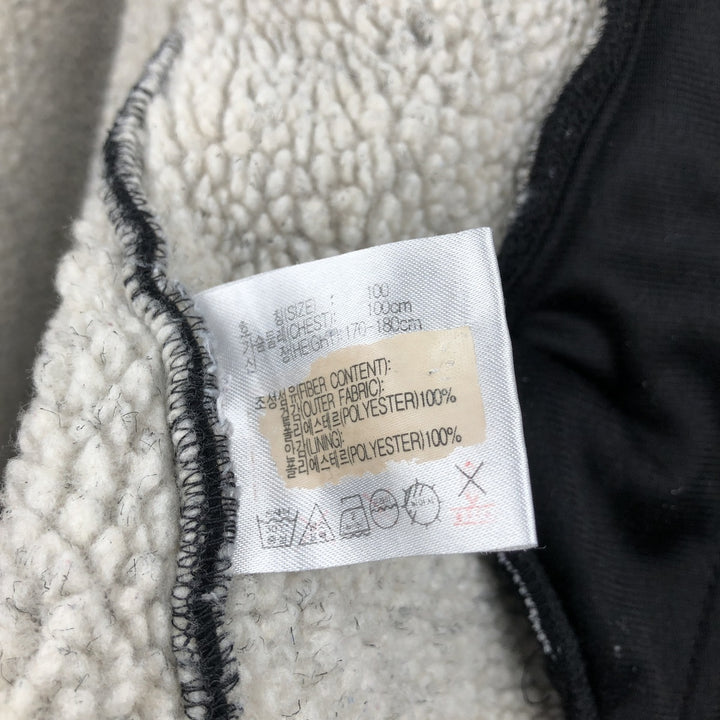 호 칭(SIZE) : 100
가슴둘레(CHEST): 100cm
신 장(HEIGHT):170-180cm
조성섬유(FIBER CONTENT):
겉감(OUTER FABRIC):
폴리에스테르(POLYESTER)100%
안감(LINING):
폴리에스테르(POLYESTER)100%